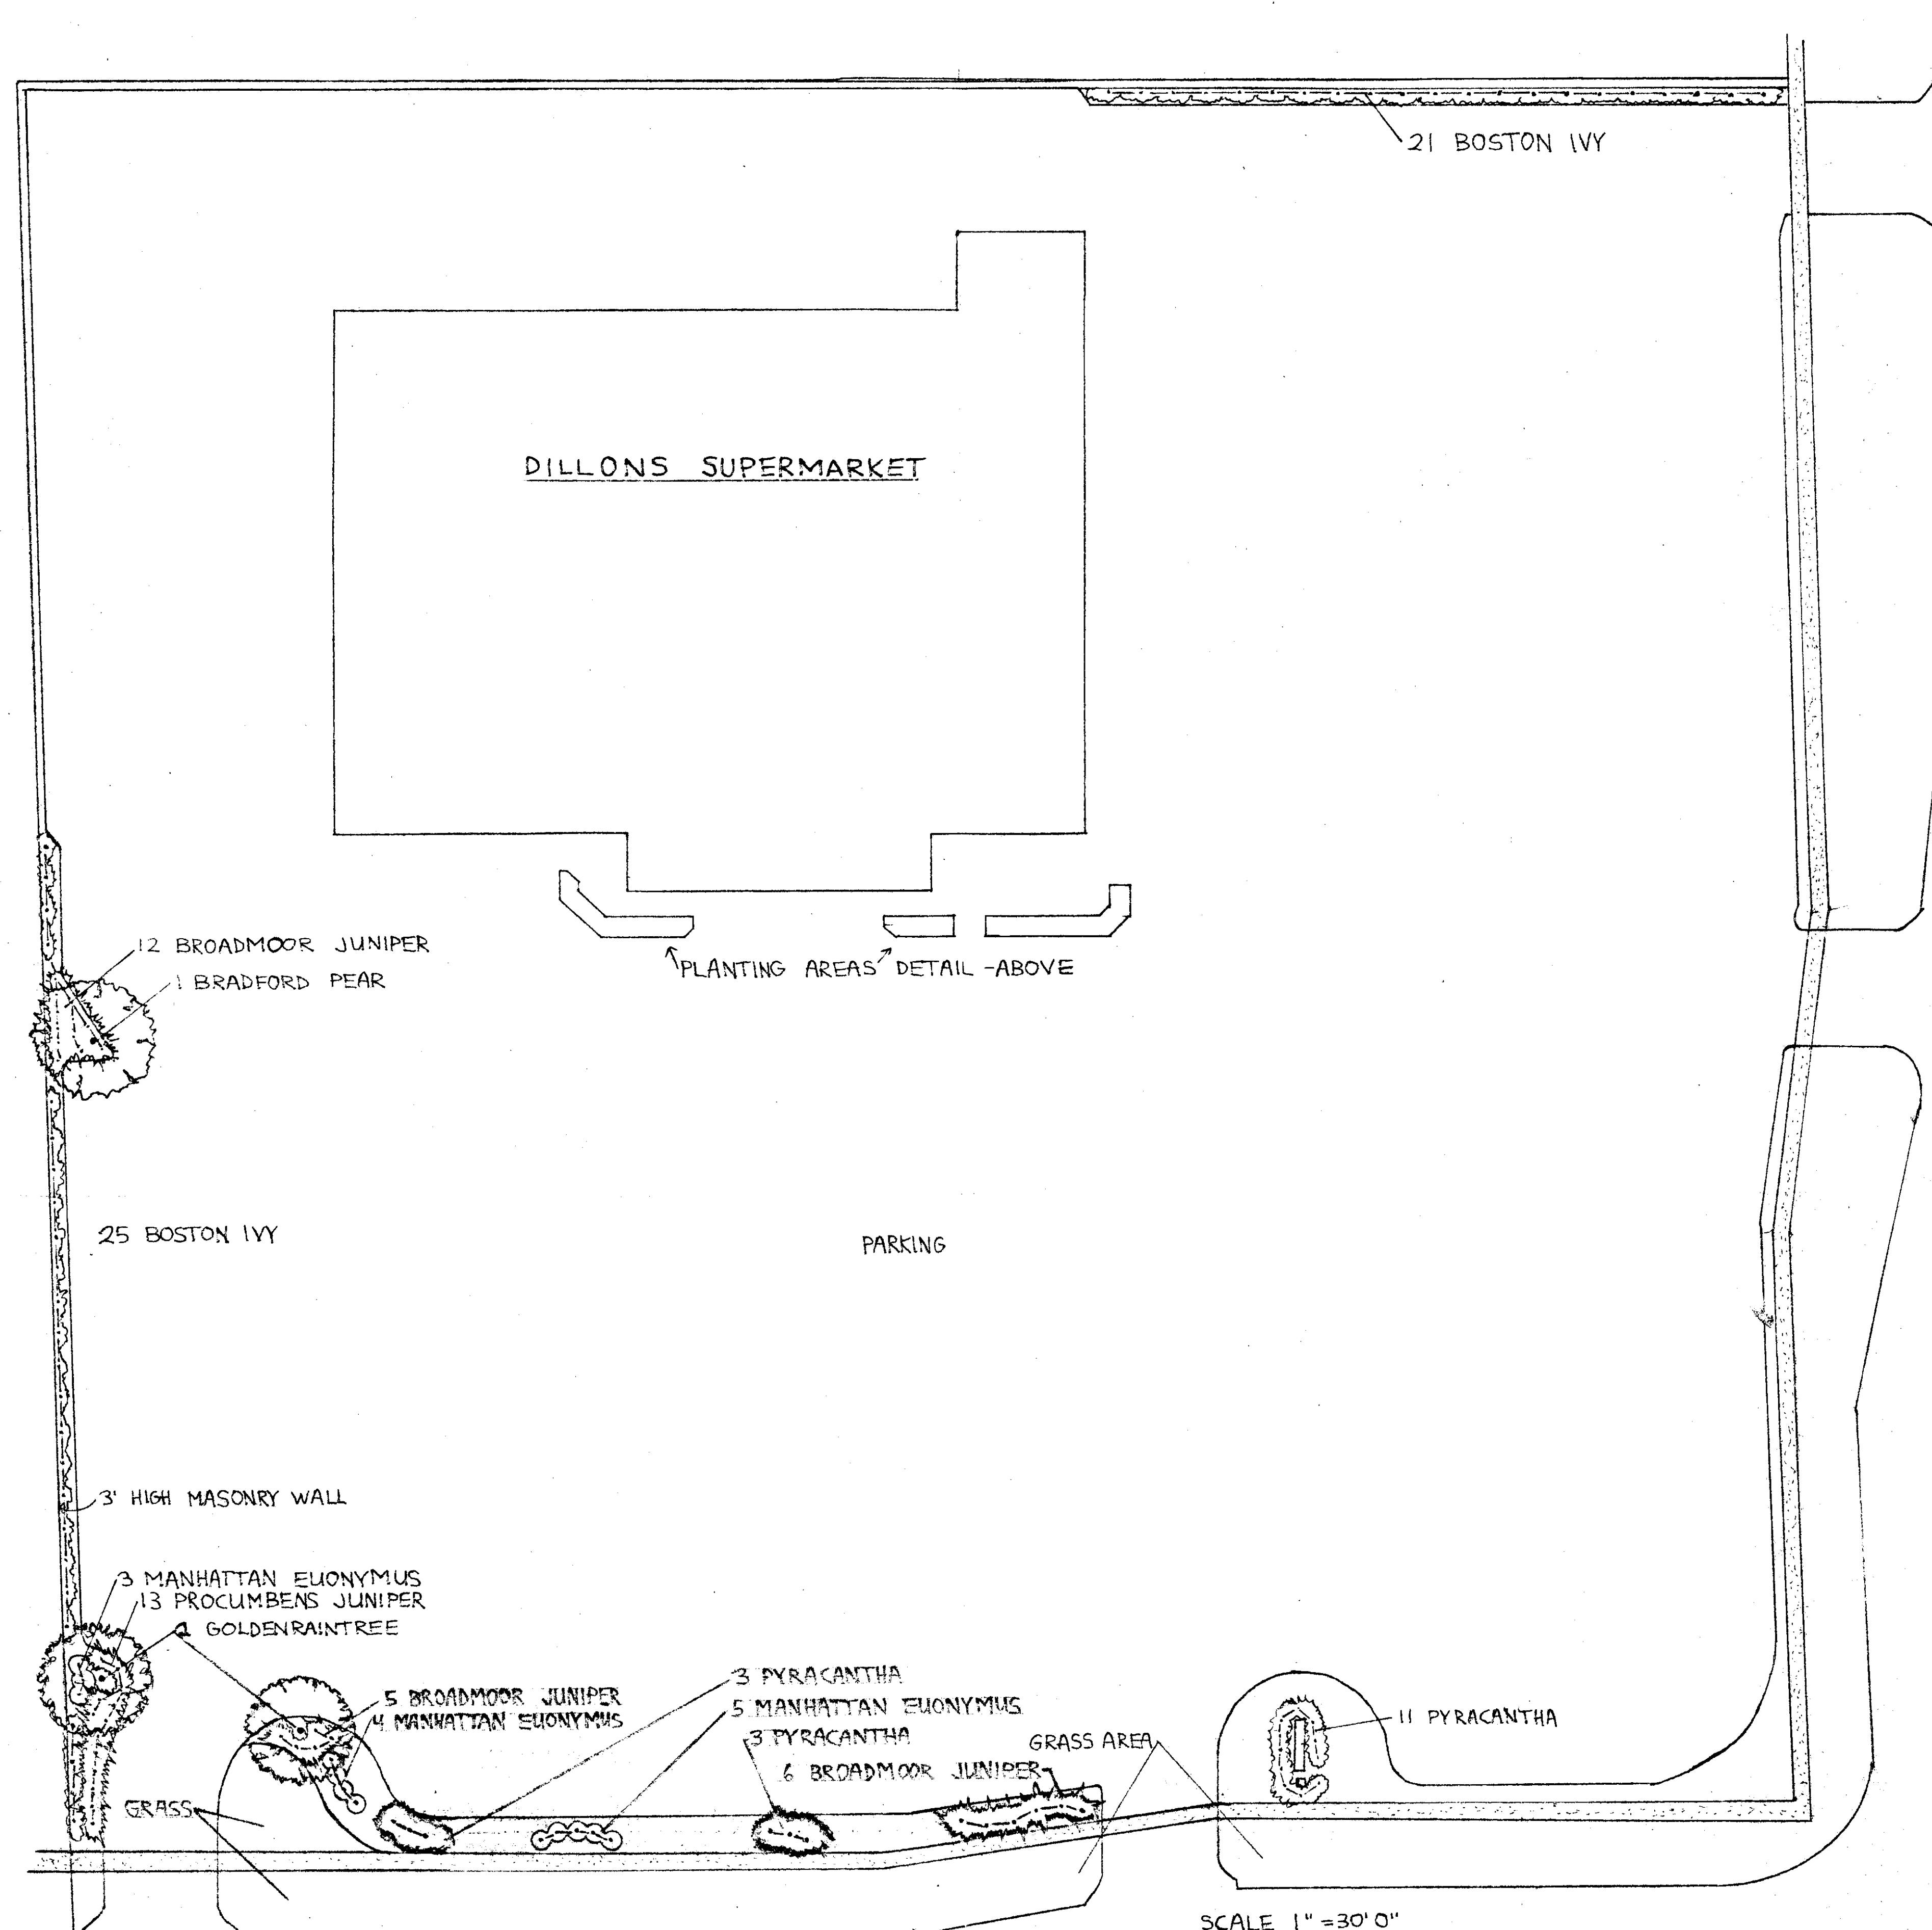 21 BOSTON IVY
DILLONS SUPERMARKET
12 BROADMOOR JUNIPER
1 BRADFORD PEAR
PLANTING AREAS DETAIL - ABOVE
25 BOSTON IVY
PARKING
3' HIGH MASONRY WALL
3 MANHATTAN EUONYMUS
13 PROCUMBENS JUNIPER
2 GOLDENRAINTREE
5 BROADMOOR JUNIPER
4 MANHATTAN EUONYMUS
3 PYRACANTHA
5 MANHATTAN EUONYMUS
3 PYRACANTHA
6 BROADMOOR JUNIPER
GRASS AREA
11 PYRACANTHA
GRASS
SCALE 1" = 30' 0"